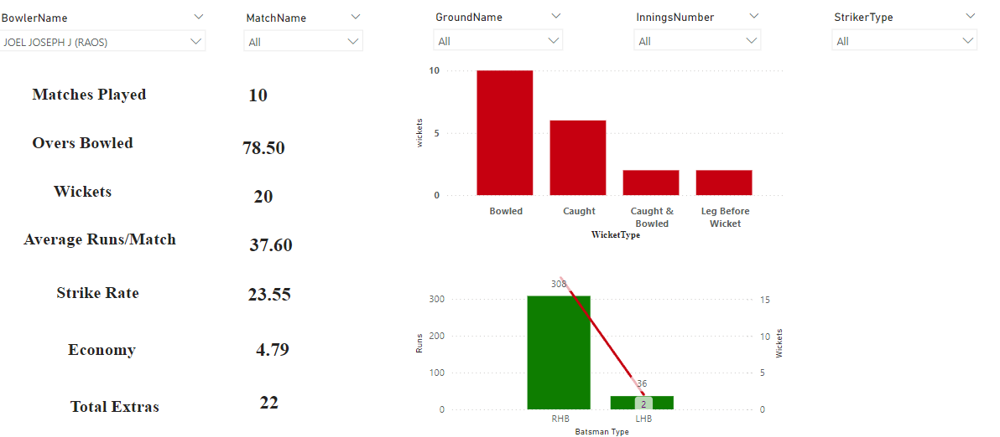 BowlerName
MatchName
GroundName
InningsNumber
StrikerType
JOEL JOSEPH J (RAOS)
All
All
All
All
Matches Played
10
Overs Bowled
78.50
Wickets
20
Average Runs/Match
37.60
Strike Rate
23.55
Economy
4.79
Total Extras
22
wickets
10
5
0
Bowled
Caught
Caught &
Bowled
Leg Before
Wicket
WicketType
308
36
2
Runs
300
200
100
0
15
10
5
0
Wickets
RHB
LHB
Batsman Type